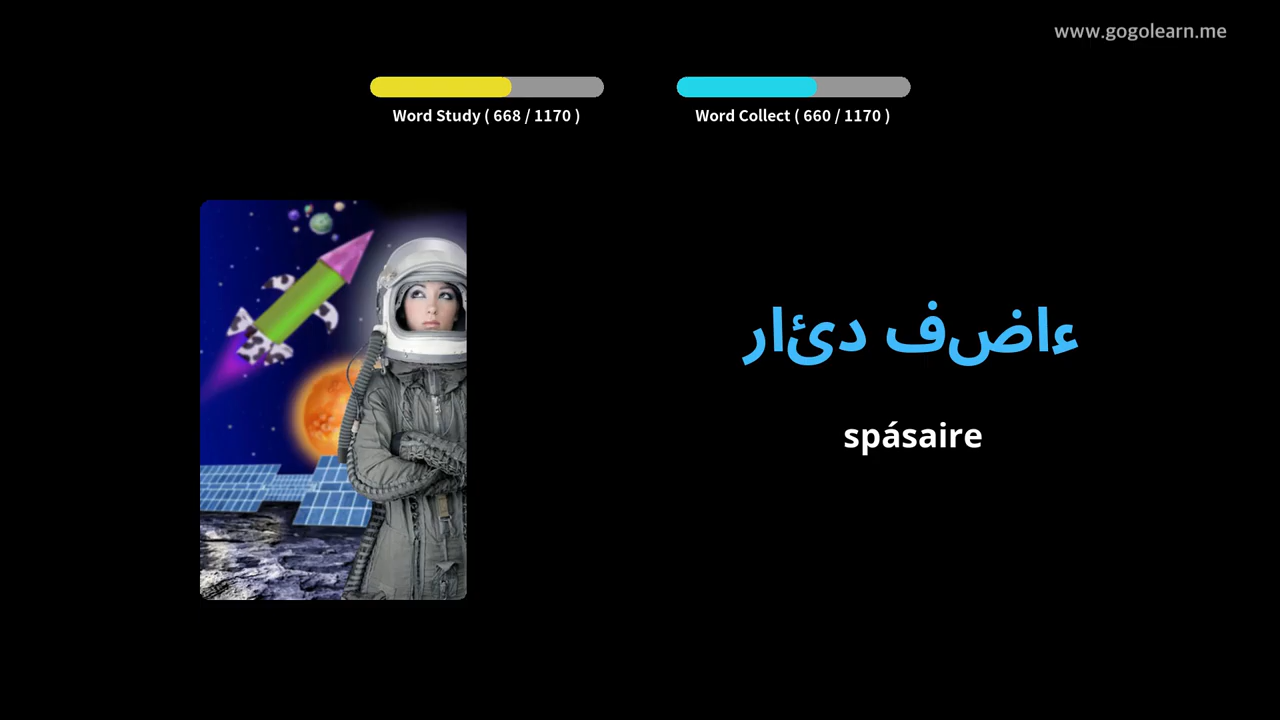 www.gogolearn.me
Word Study ( 668 / 1170 )
Word Collect ( 660 / 1170 )
رائد فضاء
spásaire